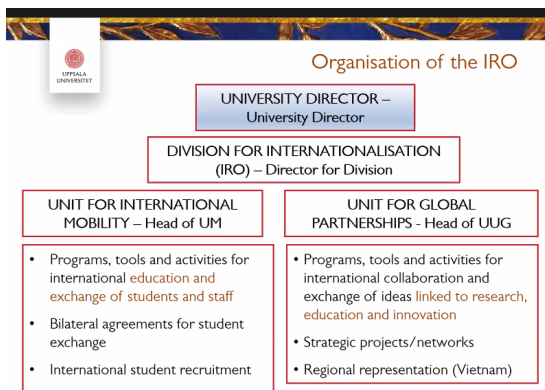 UPPSALA
UNIVERSITET
Organisation of the IRO
UNIVERSITY DIRECTOR –
University Director
DIVISION FOR INTERNATIONALISATION
(IRO) – Director for Division
UNIT FOR INTERNATIONAL
MOBILITY – Head of UM
• Programs, tools and activities for
international education and
exchange of students and staff
• Bilateral agreements for student
exchange
• International student recruitment
UNIT FOR GLOBAL
PARTNERSHIPS - Head of UUG
• Programs, tools and activities for
international collaboration and
exchange of ideas linked to research,
education and innovation
• Strategic projects/networks
• Regional representation (Vietnam)